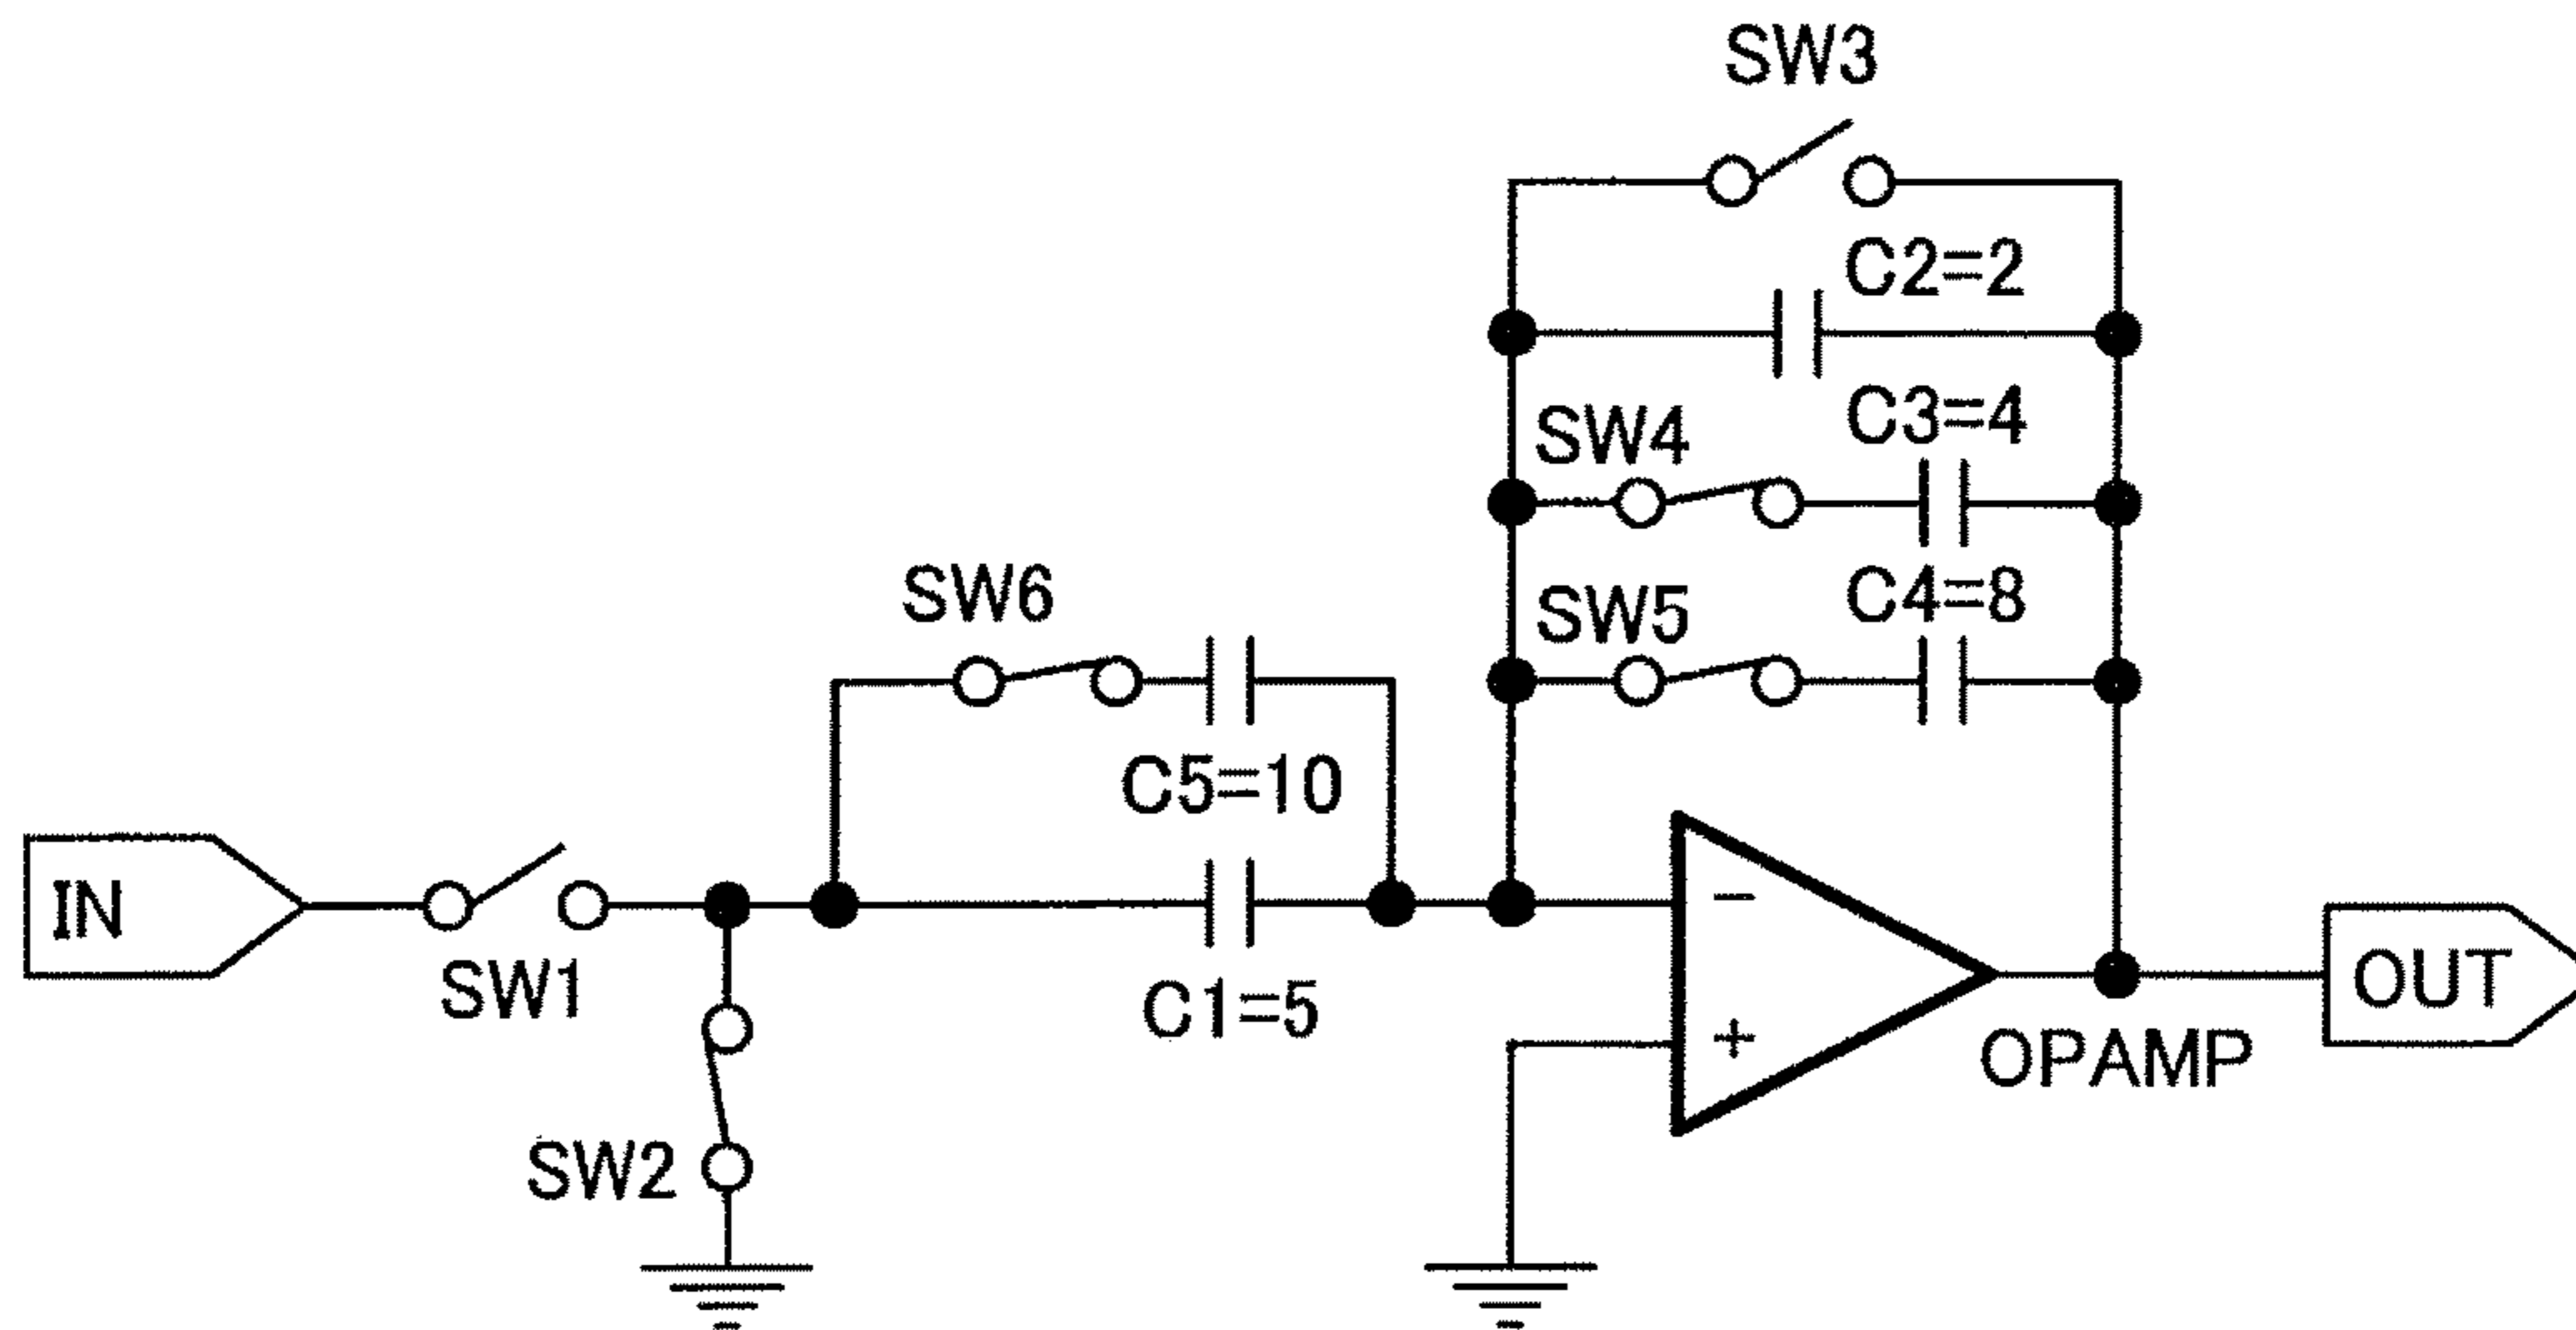 SW3
C2=2
C3=4
SW4
C4=8
SW5
SW6
C5=10
IN
SW1
C1=5
−
+
OPAMP
OUT
SW2